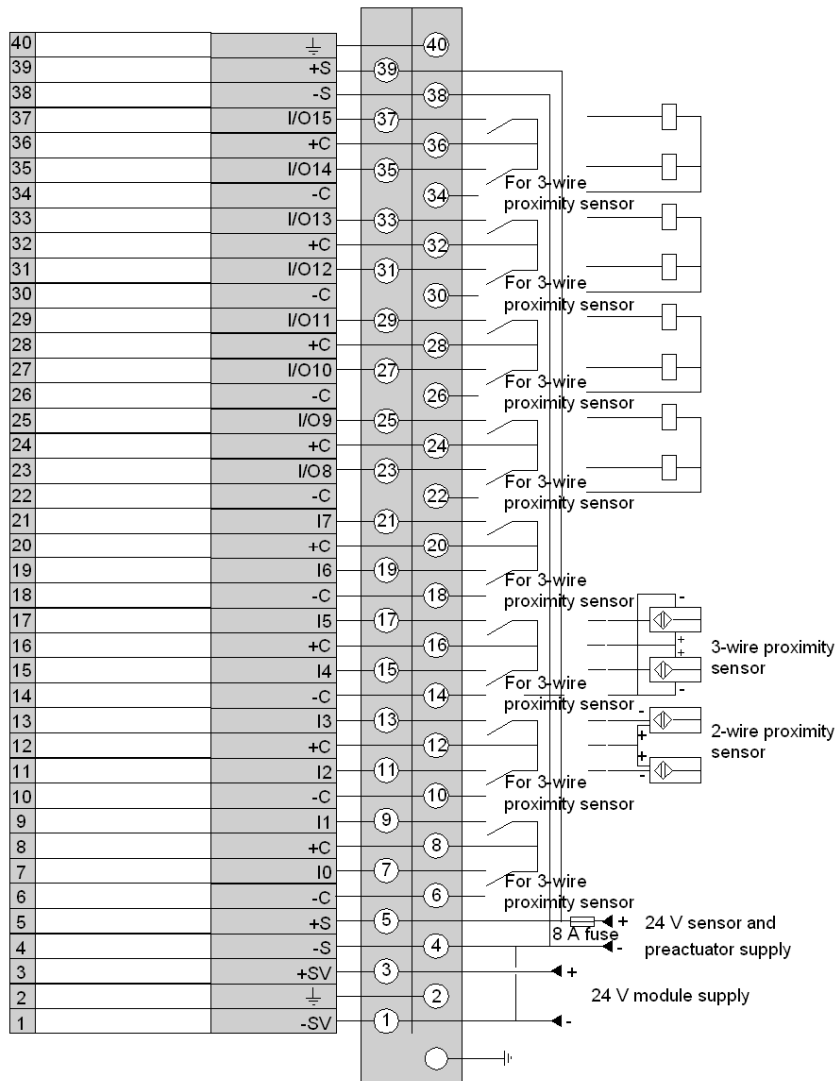 40 ⏚ 40
39 +S 39
38 -S 38
37 I/O15 37
36 +C 36
35 I/O14 35
For 3-wire
34 -C 34
proximity sensor
33 I/O13 33
32 +C 32
31 I/O12 31
For 3-wire
30 -C 30
proximity sensor
29 I/O11 29
28 +C 28
27 I/O10 27
For 3-wire
26 -C 26
proximity sensor
25 I/O9 25
24 +C 24
23 I/O8 23
For 3-wire
22 -C 22
proximity sensor
21 I7 21
20 +C 20
19 I6 19
For 3-wire
18 -C 18
proximity sensor -
17 I5 17
16 +C 16 +
3-wire proximity
sensor
+
15 I4 15
For 3-wire
14 -C 14 -
proximity sensor
13 I3 13 -
2-wire proximity
sensor
+
12 +C 12
+
11 I2 11 -
For 3-wire
10 -C 10
proximity sensor
9 I1 9
8 +C 8
7 I0 7
For 3-wire
6 -C 6
proximity sensor
5 +S 5 + 24 V sensor and
8 A fuse
4 -S 4 - preactuator supply
3 +SV 3 +
2 ⏚ 2 24 V module supply
1 -SV 1 -